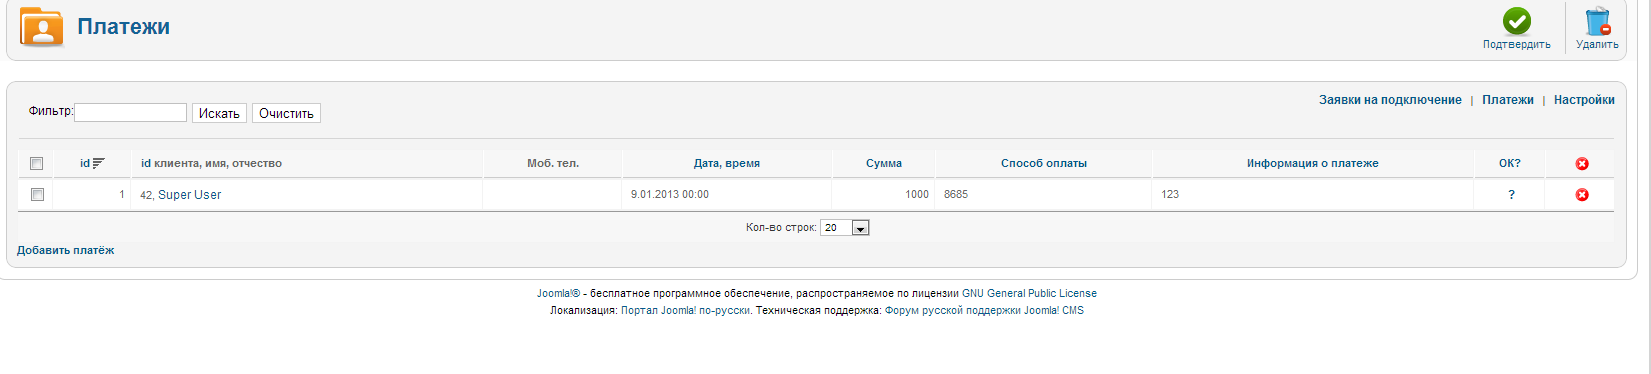 Платежи
Подтвердить Удалить
Заявки на подключение | Платежи | Настройки
Фильтр: Искать Очистить
id id клиента, имя, отчество Моб. тел. Дата, время Сумма Способ оплаты Информация о платеже ОК?
1 42, Super User 9.01.2013 00:00 1000 8685 123 ?
Кол-во строк: 20
Добавить платёж
Joomla!® - бесплатное программное обеспечение, распространяемое по лицензии GNU General Public License
Локализация: Портал Joomla! по-русски. Техническая поддержка: Форум русской поддержки Joomla! CMS